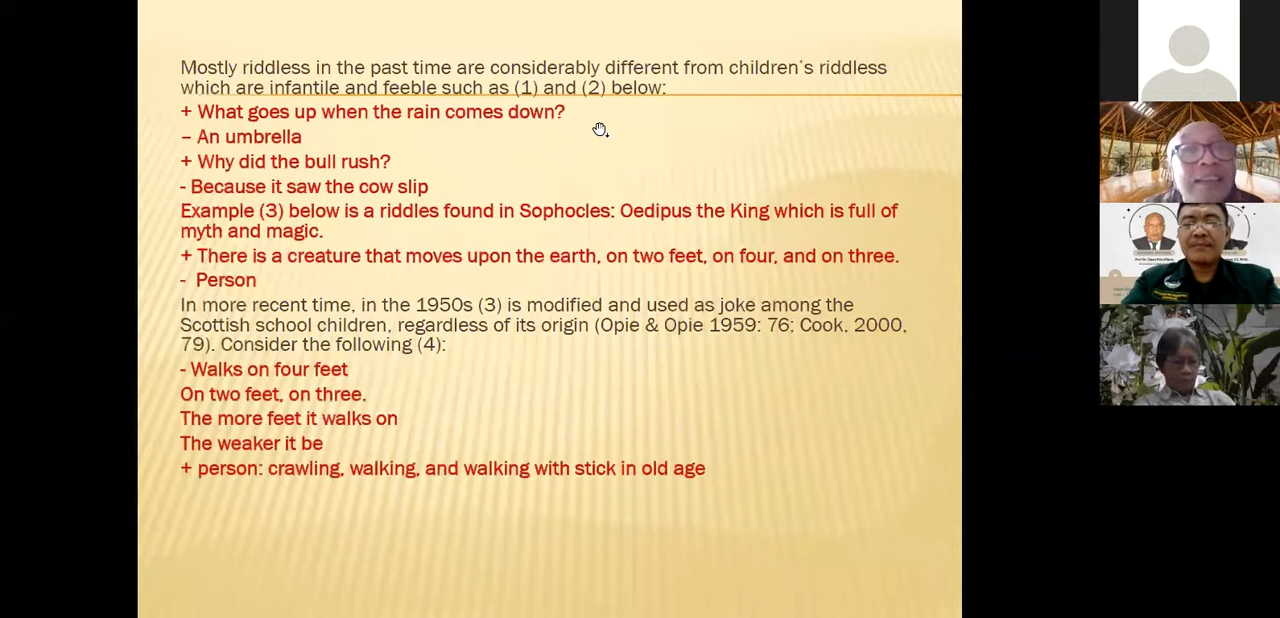 Mostly riddless in the past time are considerably different from children's riddless
which are infantile and feeble such as (1) and (2) below:
+ What goes up when the rain comes down?
– An umbrella
+ Why did the bull rush?
- Because it saw the cow slip
Example (3) below is a riddles found in Sophocles: Oedipus the King which is full of
myth and magic.
+ There is a creature that moves upon the earth, on two feet, on four, and on three.
- Person
In more recent time, in the 1950s (3) is modified and used as joke among the
Scottish school children, regardless of its origin (Opie & Opie 1959: 76; Cook, 2000,
79). Consider the following (4):
- Walks on four feet
On two feet, on three.
The more feet it walks on
The weaker it be
+ person: crawling, walking, and walking with stick in old age